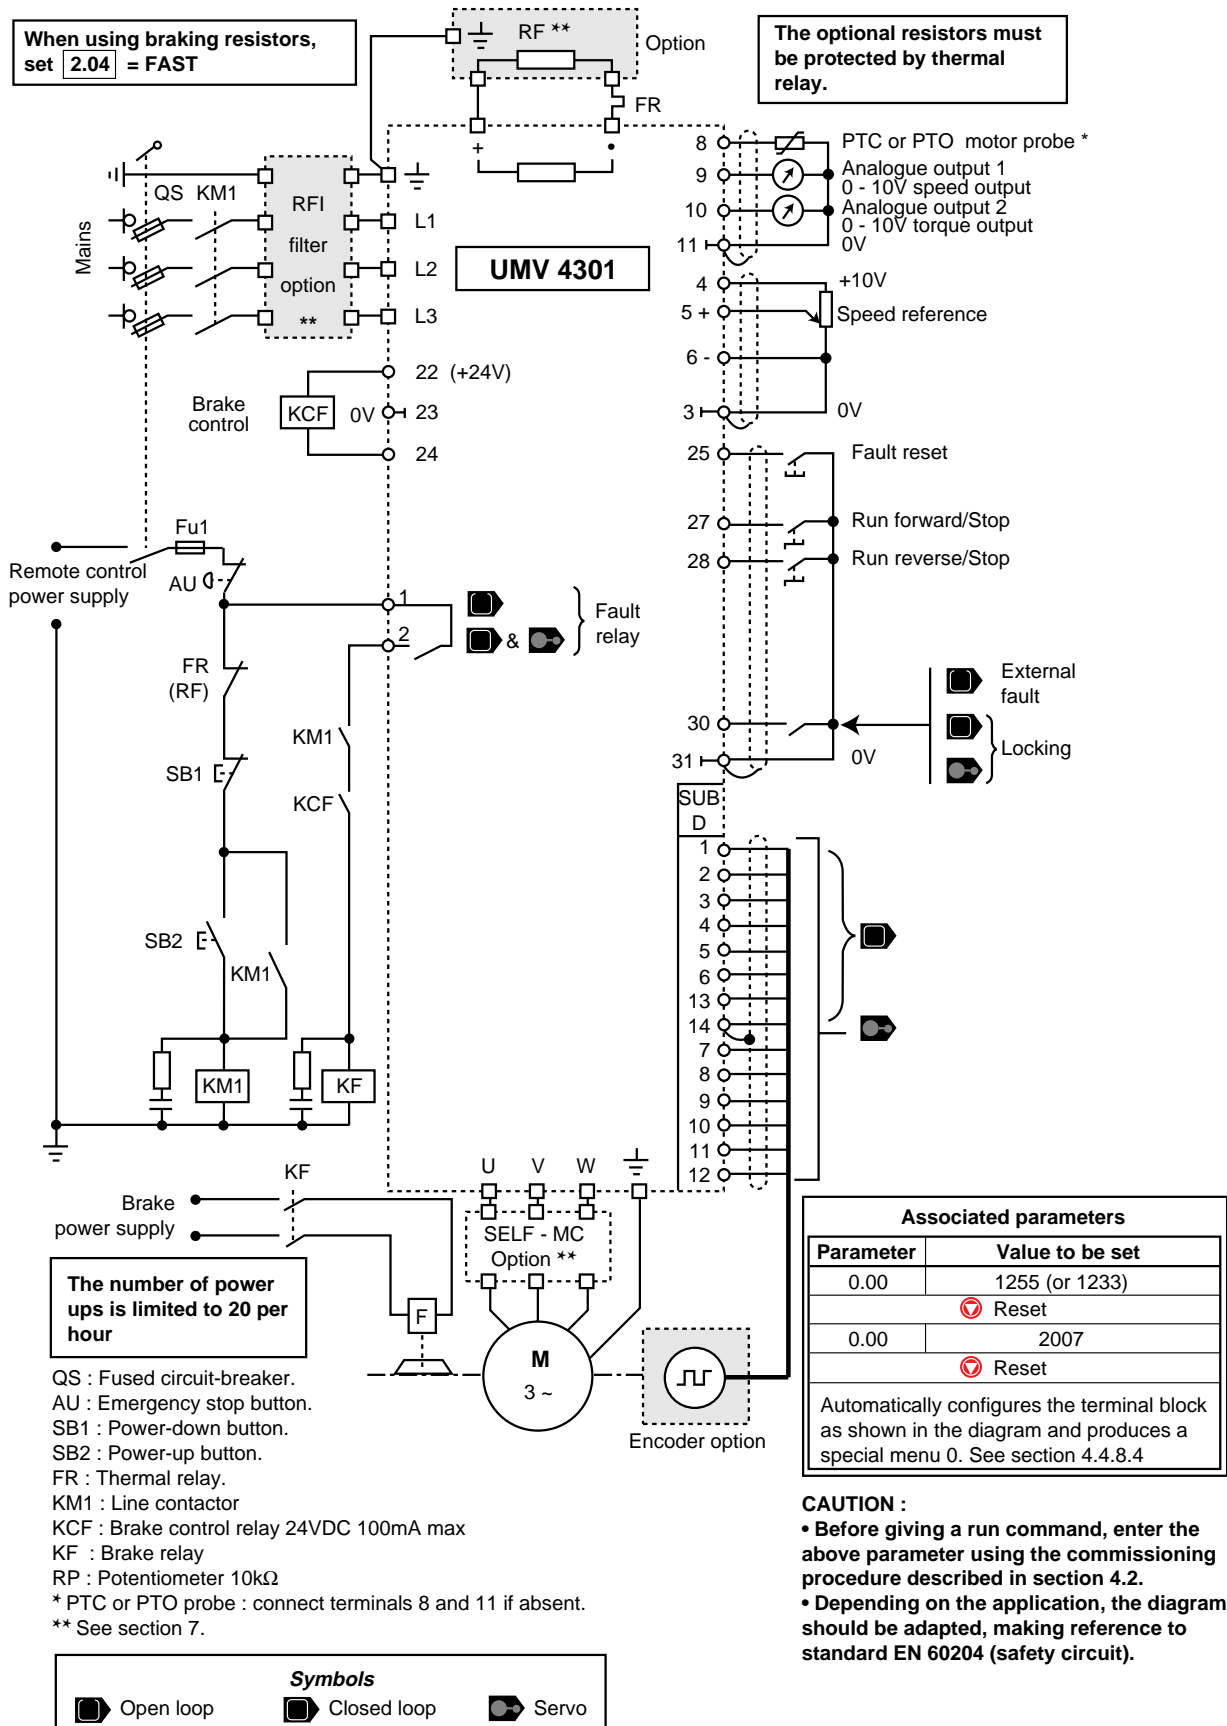 When using braking resistors,
set 2.04 = FAST
RF **
Option
The optional resistors must
be protected by thermal
relay.
FR
+
8
PTC or PTO motor probe *
9
Analogue output 1
0 - 10V speed output
10
Analogue output 2
0 - 10V torque output
11
0V
QS KM1
Mains
RFI
filter
option
**
L1
L2
L3
UMV 4301
4
+10V
5 +
Speed reference
6 -
3
0V
22 (+24V)
Brake
control
KCF
0V
23
24
25
Fault reset
27
Run forward/Stop
28
Run reverse/Stop
Fu1
Remote control
power supply
AU
1
2
&
Fault
relay
FR
(RF)
KM1
SB1
KCF
30
31
0V
External
fault
Locking
SUB
D
1
2
3
4
5
6
13
14
7
8
9
10
11
12
SB2
KM1
KM1
KF
U V W
KF
Brake
power supply
SELF - MC
Option **
F
M
3 ~
Encoder option
The number of power
ups is limited to 20 per
hour
QS : Fused circuit-breaker.
AU : Emergency stop button.
SB1 : Power-down button.
SB2 : Power-up button.
FR : Thermal relay.
KM1 : Line contactor
KCF : Brake control relay 24VDC 100mA max
KF : Brake relay
RP : Potentiometer 10kΩ
* PTC or PTO probe : connect terminals 8 and 11 if absent.
** See section 7.
Associated parameters
Parameter Value to be set
0.00 1255 (or 1233)
Reset
0.00 2007
Reset
Automatically configures the terminal block
as shown in the diagram and produces a
special menu 0. See section 4.4.8.4
CAUTION :
• Before giving a run command, enter the
above parameter using the commissioning
procedure described in section 4.2.
• Depending on the application, the diagram
should be adapted, making reference to
standard EN 60204 (safety circuit).
Symbols
Open loop Closed loop Servo